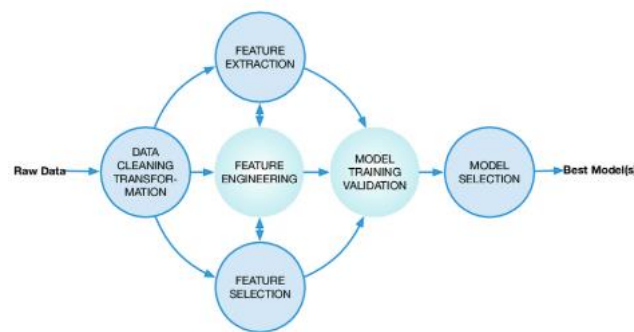 FEATURE
EXTRACTION
Raw Data
DATA
CLEANING
TRANSFOR-
MATION
FEATURE
ENGINEERING
MODEL
TRAINING
VALIDATION
MODEL
SELECTION
Best Model(s)
FEATURE
SELECTION